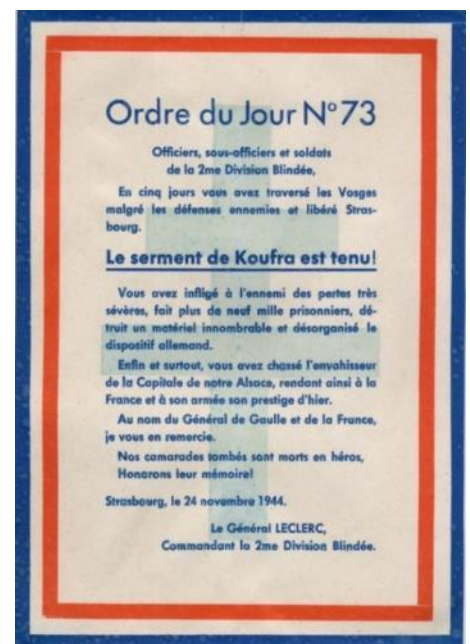 Ordre du Jour Nº 73
Officiers, sous-officiers et soldats
de la 2me Division Blindée,
En cinq jours vous avez traversé les Vosges
malgré les défenses ennemies et libéré Stras-
bourg.
Le serment de Koufra est tenu!
Vous avez infligé à l'ennemi des pertes très
sévères, fait plus de neuf mille prisonniers, dé-
truit un matériel innombrable et désorganisé le
dispositif allemand.
Enfin et surtout, vous avez chassé l'envahisseur
de la Capitale de notre Alsace, rendant ainsi à la
France et à son armée son prestige d'hier.
Au nom du Général de Gaulle et de la France,
je vous en remercie.
Nos camarades tombés sont morts en héros,
Honorons leur mémoire!
Strasbourg, le 24 novembre 1944.
Le Général LECLERC,
Commandant la 2me Division Blindée.